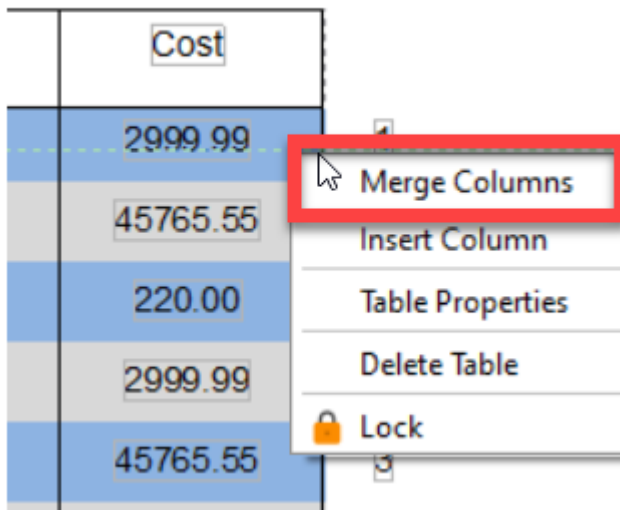 Cost
2999.99
Merge Columns
45765.55
Insert Column
220.00
Table Properties
2999.99
Delete Table
Lock
45765.55
3